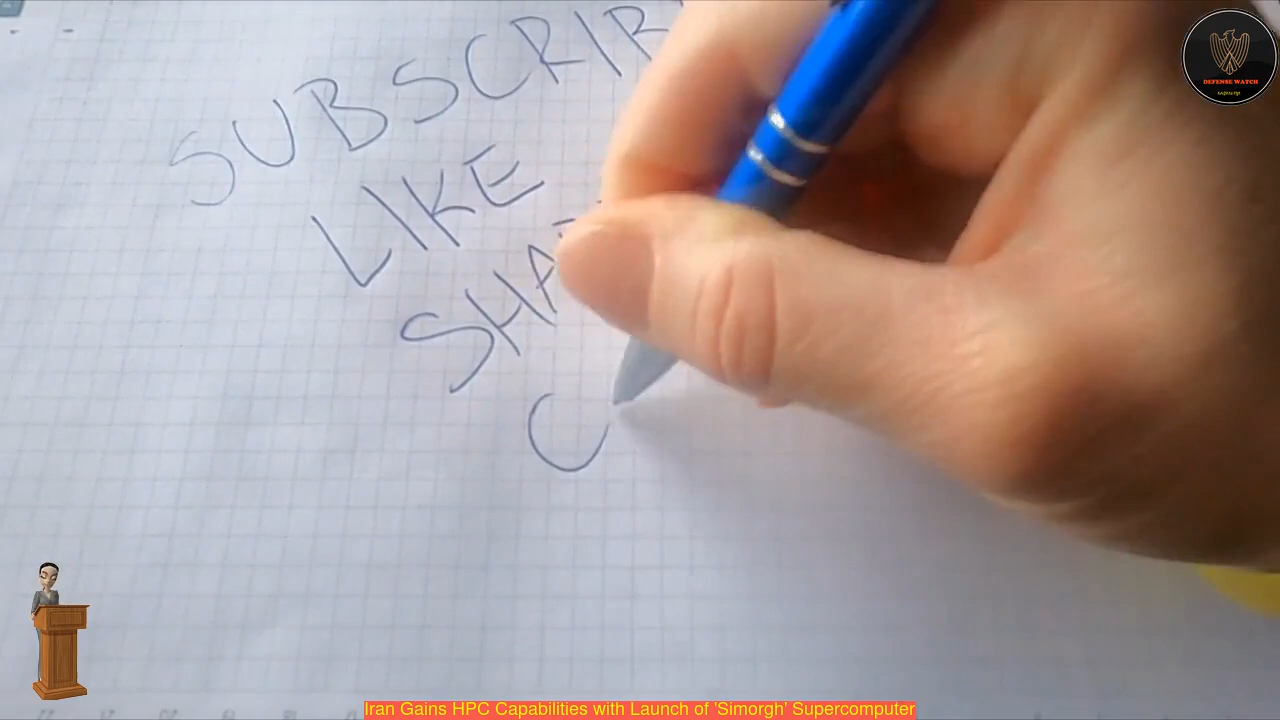 SUBSCRIB
LIKE
SHA
C
DEFENSE WATCH
Iran Gains HPC Capabilities with Launch of 'Simorgh' Supercomputer